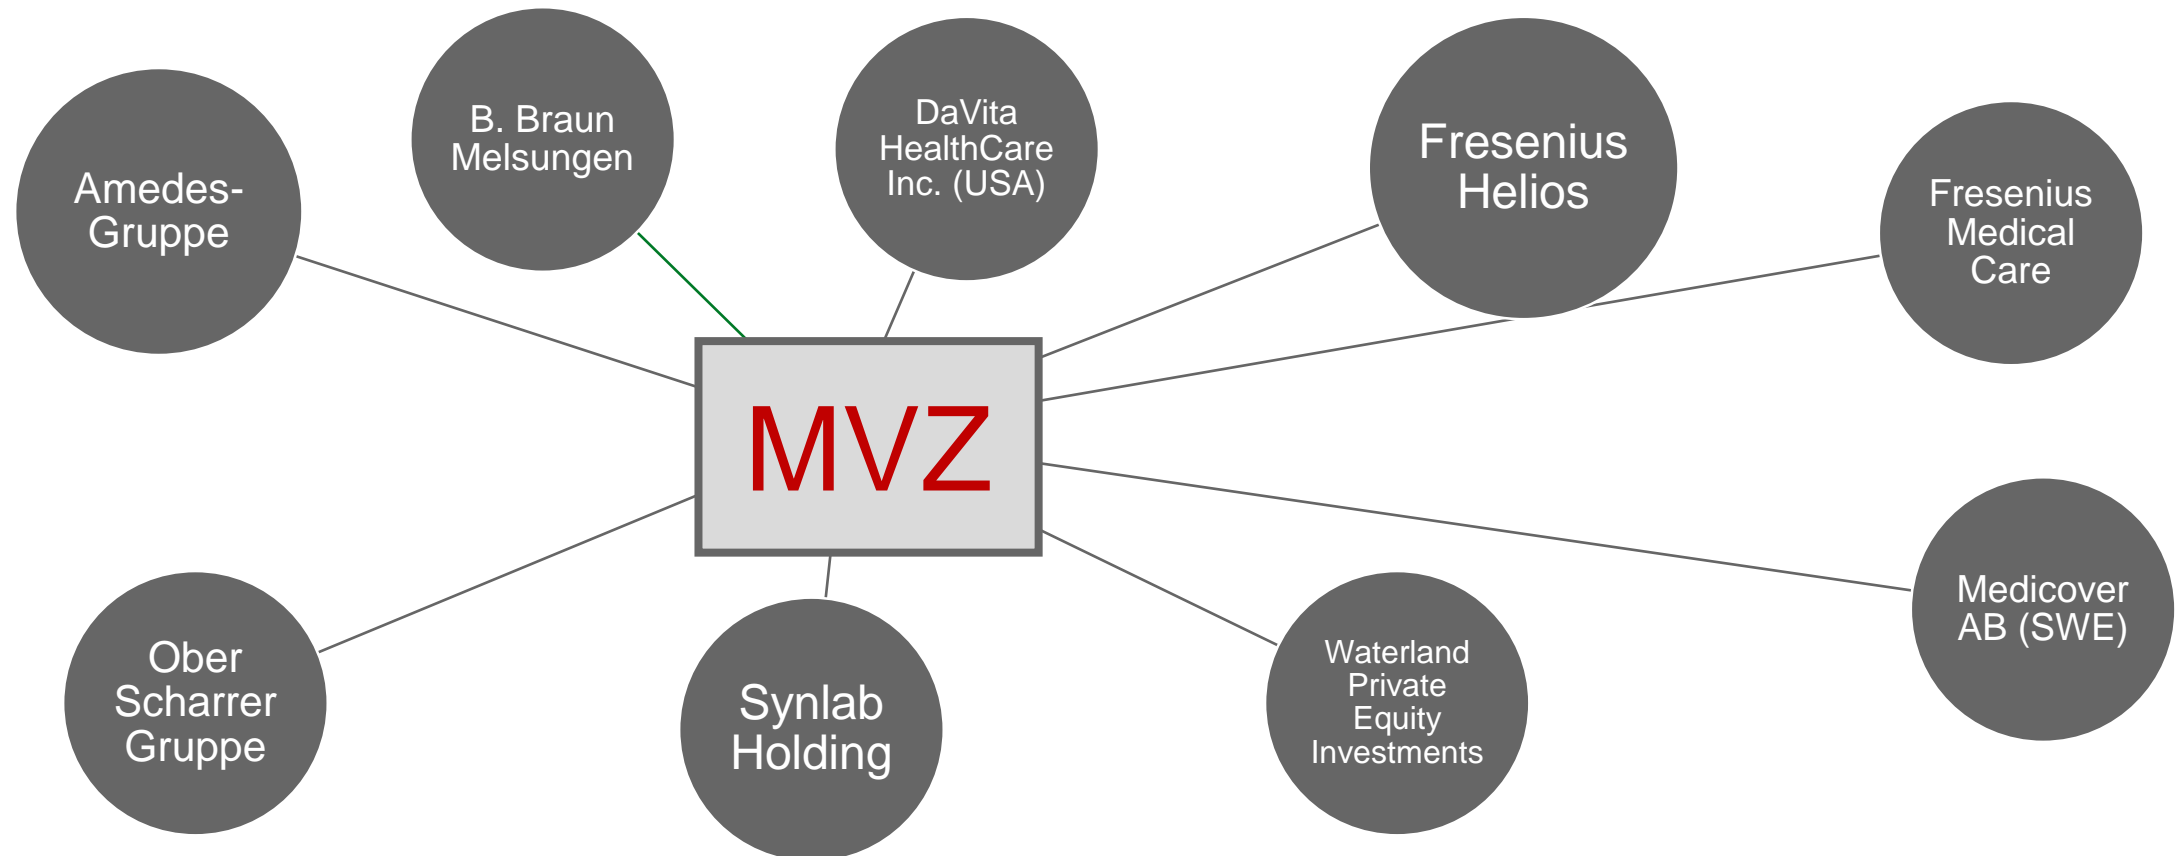 Amedes-
Gruppe
B. Braun
Melsungen
DaVita
HealthCare
Inc. (USA)
Fresenius
Helios
Fresenius
Medical
Care
MVZ
Ober
Scharrer
Gruppe
Synlab
Holding
Waterland
Private
Equity
Investments
Medicover
AB (SWE)